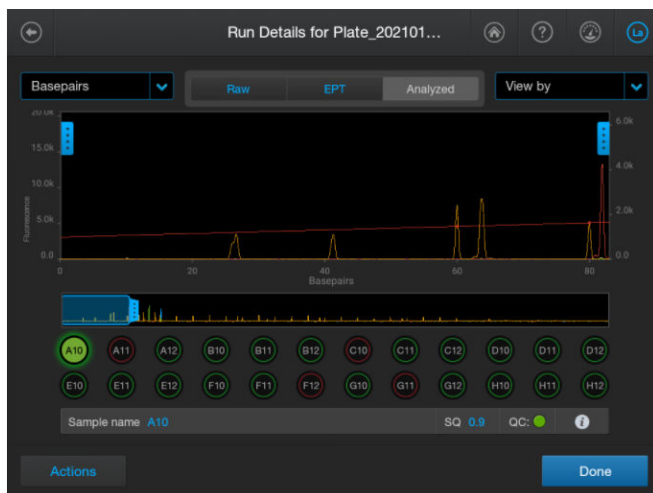 Run Details for Plate_202101...
?
La
Basepairs
Raw
EPT
Analyzed
View by
20.0k
15.0k
10.0k
5.0k
0.0
Fluorescence
6.0k
4.0k
2.0k
0.0
0 20 40 60 80
Basepairs
A10 A11 A12 B10 B11 B12 C10 C11 C12 D10 D11 D12
E10 E11 E12 F10 F11 F12 G10 G11 G12 H10 H11 H12
Sample name A10 SQ 0.9 QC: i
Actions Done